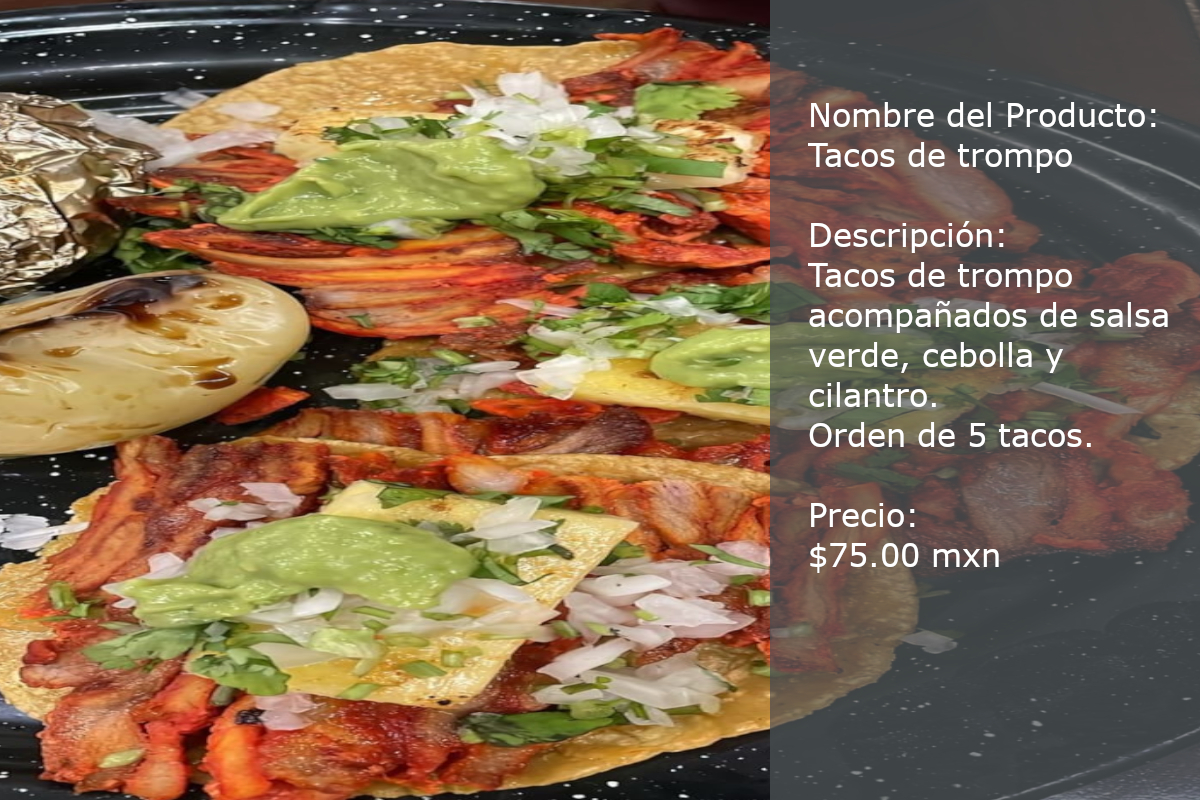 Nombre del Producto:
Tacos de trompo
Descripción:
Tacos de trompo
acompañados de salsa
verde, cebolla y
cilantro.
Orden de 5 tacos.
Precio:
$75.00 mxn